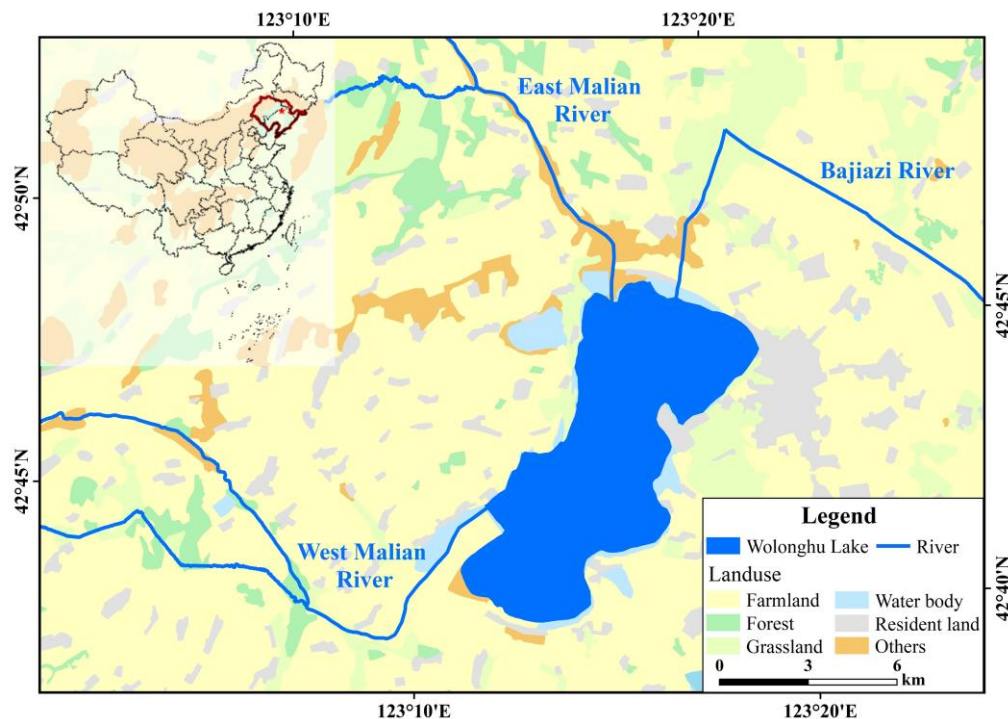 123°10'E
123°20'E
East Malian
River
Bajiazi River
42°50'N
42°45'N
42°45'N
West Malian
River
42°40'N
Legend
Wolonghu Lake
River
Landuse
Farmland
Water body
Forest
Resident land
Grassland
Others
0 3 6
km
123°10'E
123°20'E